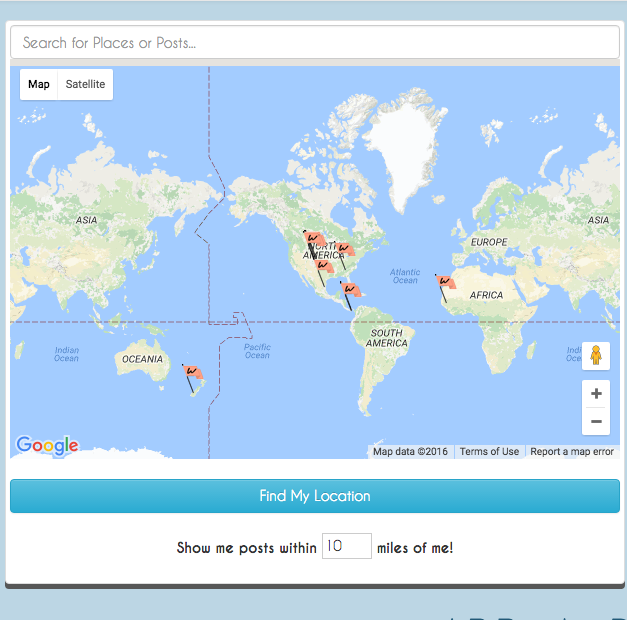 Search for Places or Posts...
Map Satellite
ASIA
NORTH
AMERICA
EUROPE
ASIA
Atlantic
Ocean
AFRICA
SOUTH
AMERICA
Indian
Ocean
OCEANIA
Pacific
Ocean
+
−
Google
Map data ©2016 Terms of Use Report a map error
Find My Location
Show me posts within 10 miles of me!